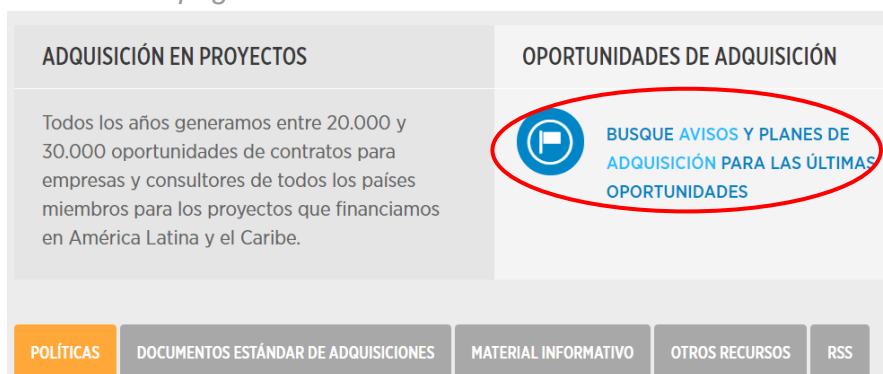 ADQUISICIÓN EN PROYECTOS
Todos los años generamos entre 20.000 y
30.000 oportunidades de contratos para
empresas y consultores de todos los países
miembros para los proyectos que financiamos
en América Latina y el Caribe.
OPORTUNIDADES DE ADQUISICIÓN
BUSQUE AVISOS Y PLANES DE
ADQUISICIÓN PARA LAS ÚLTIMAS
OPORTUNIDADES
POLÍTICAS
DOCUMENTOS ESTÁNDAR DE ADQUISICIONES
MATERIAL INFORMATIVO
OTROS RECURSOS
RSS